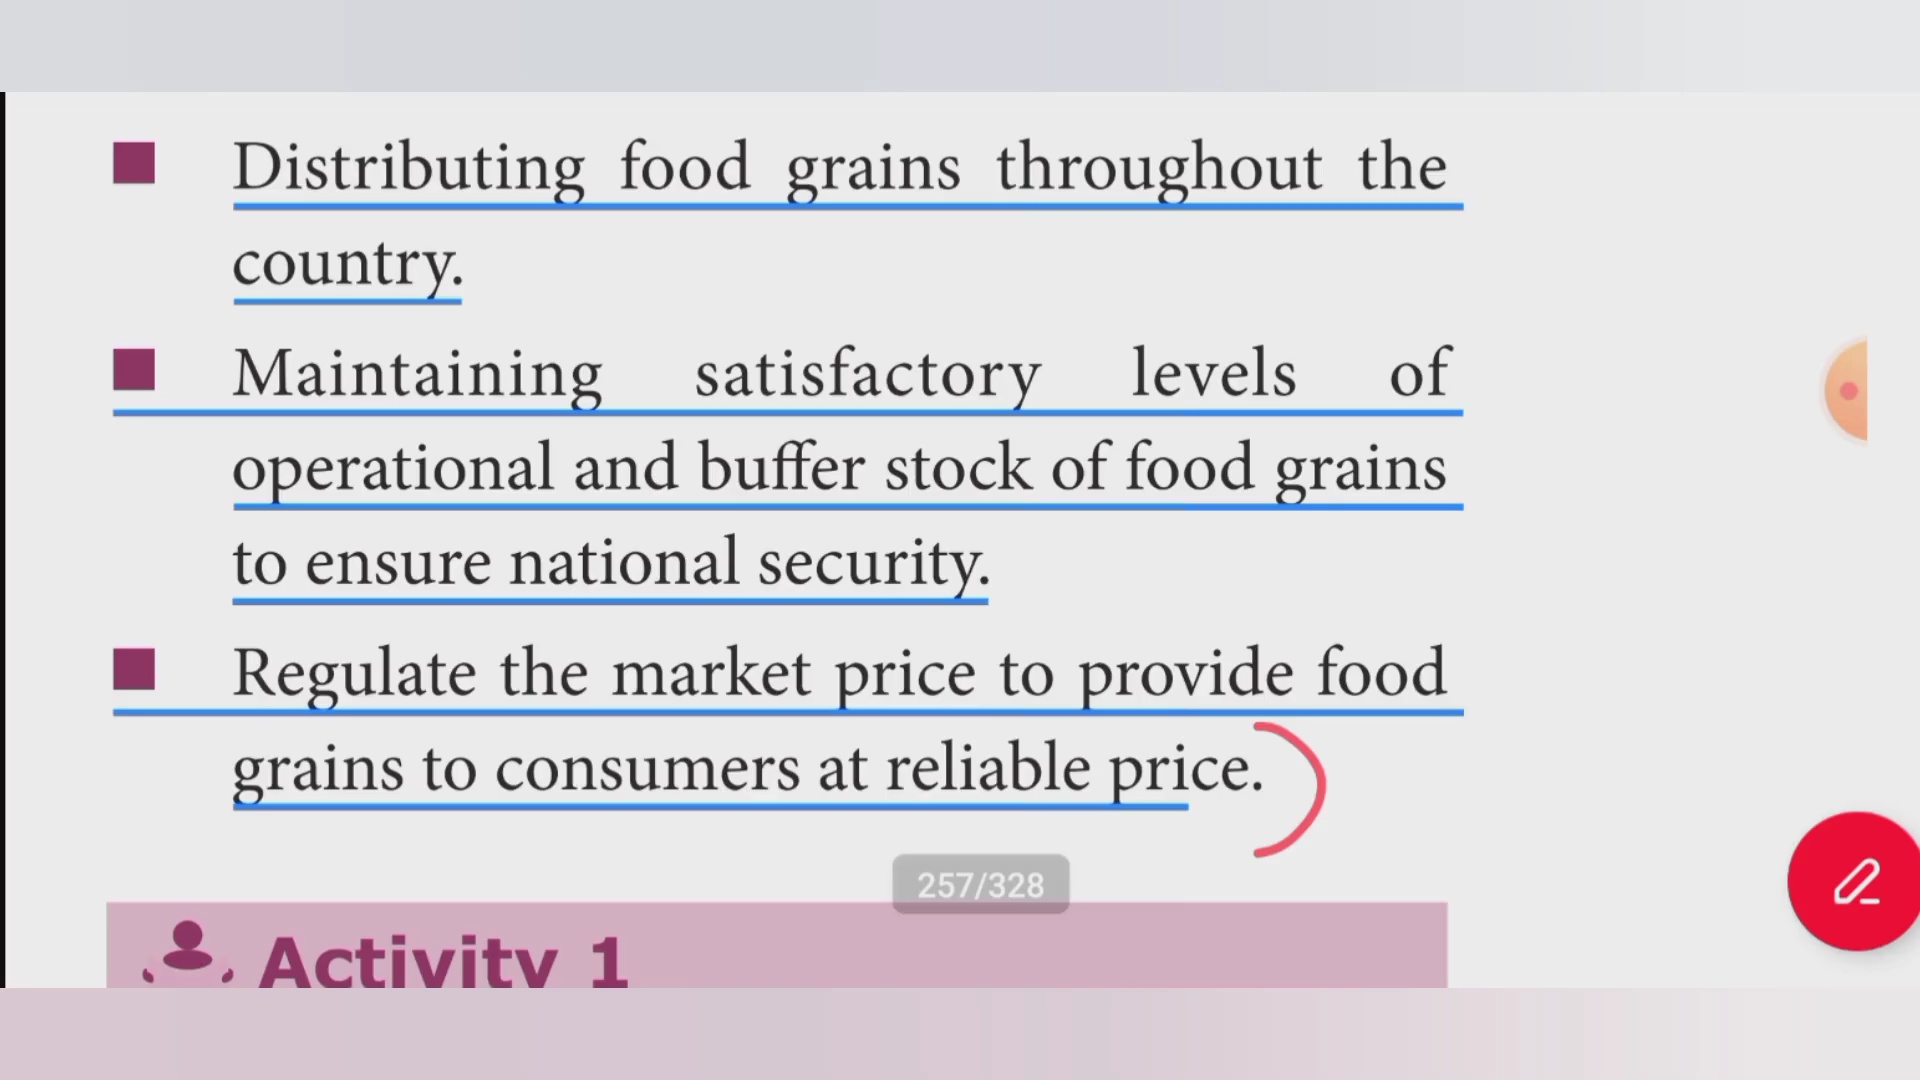 Distributing food grains throughout the
country.
Maintaining satisfactory levels of
operational and buffer stock of food grains
to ensure national security.
Regulate the market price to provide food
grains to consumers at reliable price.
257/328
Activity 1